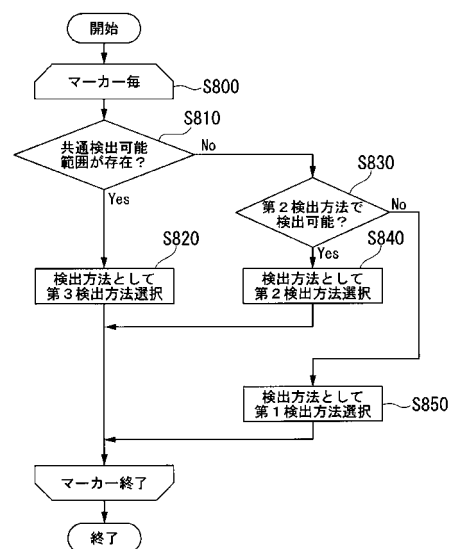 開始
マーカー毎
S800
共通検出可能
範囲が存在?
S810
No
Yes
第2検出方法で
検出可能?
S830
No
Yes
検出方法として
第3検出方法選択
S820
検出方法として
第2検出方法選択
S840
検出方法として
第1検出方法選択
S850
マーカー終了
終了